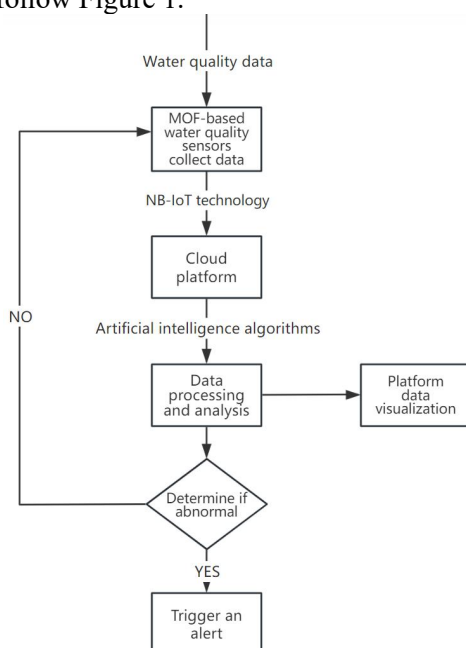 follow Figure 1.
Water quality data
MOF-based
water quality
sensors
collect data
NB-IoT technology
Cloud
platform
NO
Artificial intelligence algorithms
Data
processing
and analysis
Platform
data
visualization
Determine if
abnormal
YES
Trigger an
alert